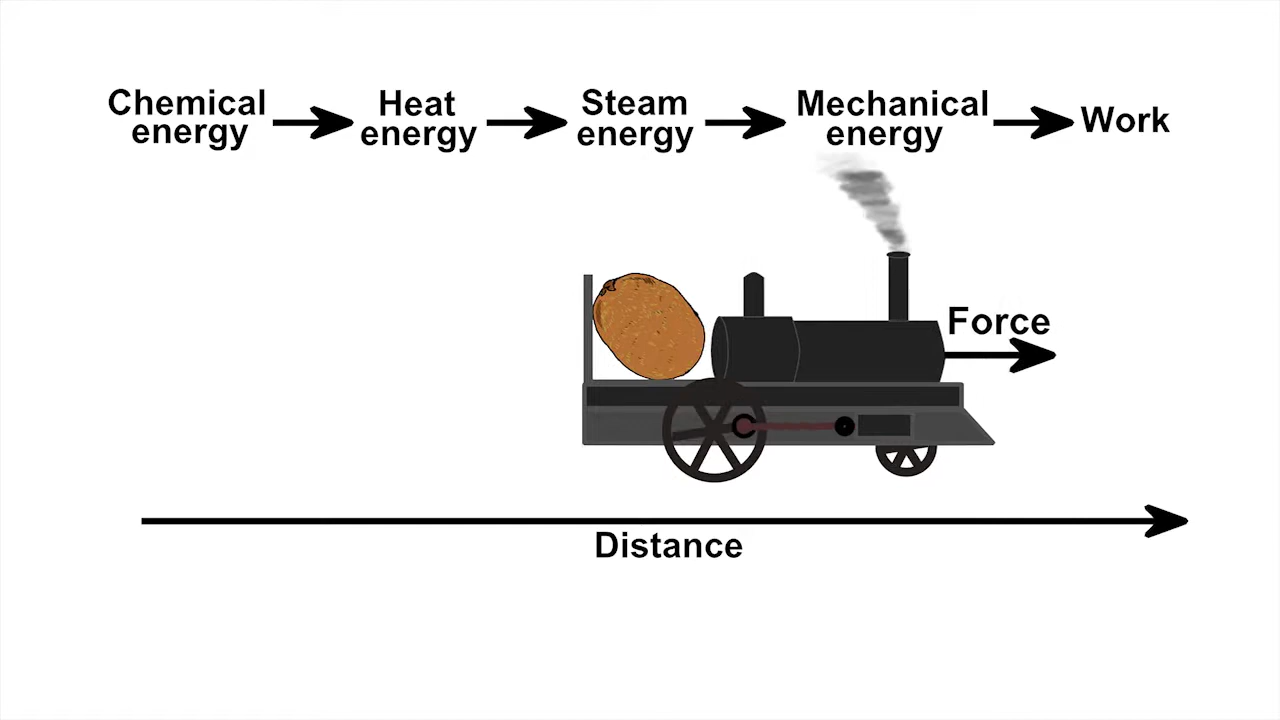 Chemical
energy
Heat
energy
Steam
energy
Mechanical
energy
Work
Force
Distance